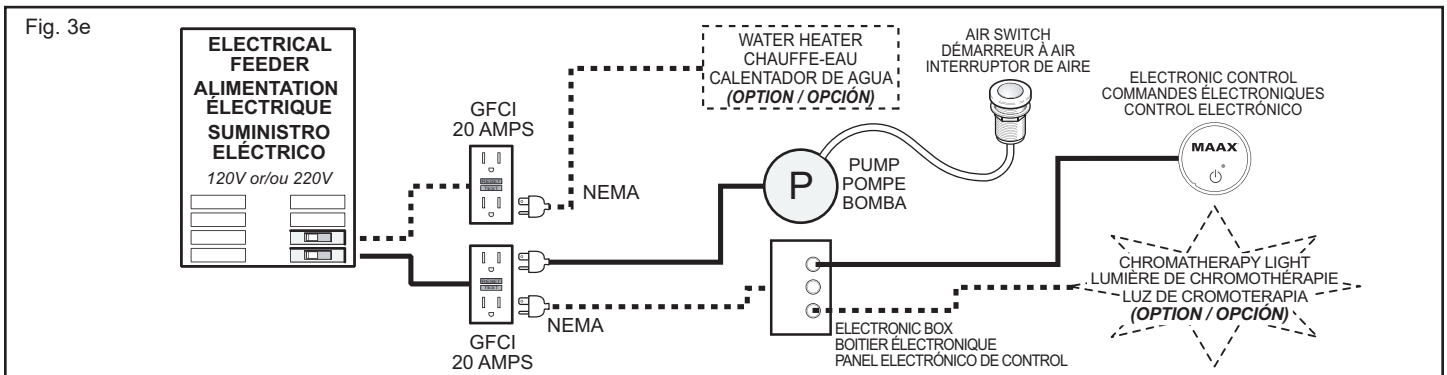 Fig. 3e
ELECTRICAL
FEEDER
ALIMENTATION
ÉLECTRIQUE
SUMINISTRO
ELÉCTRICO
120V or/ou 220V
GFCI
20 AMPS
NEMA
WATER HEATER
CHAUFFE-EAU
CALENTADOR DE AGUA
(OPTION / OPCIÓN)
AIR SWITCH
DÉMARREUR À AIR
INTERRUPTOR DE AIRE
P
PUMP
POMPE
BOMBA
ELECTRONIC CONTROL
COMMANDES ÉLECTRONIQUES
CONTROL ELECTRÓNICO
MAAX
GFCI
20 AMPS
NEMA
ELECTRONIC BOX
BOITIER ÉLECTRONIQUE
PANEL ELECTRÓNICO DE CONTROL
CHROMATHERAPY LIGHT
LUMIÈRE DE CHROMOTHÉRAPIE
LUZ DE CROMOTERAPIA
(OPTION / OPCIÓN)